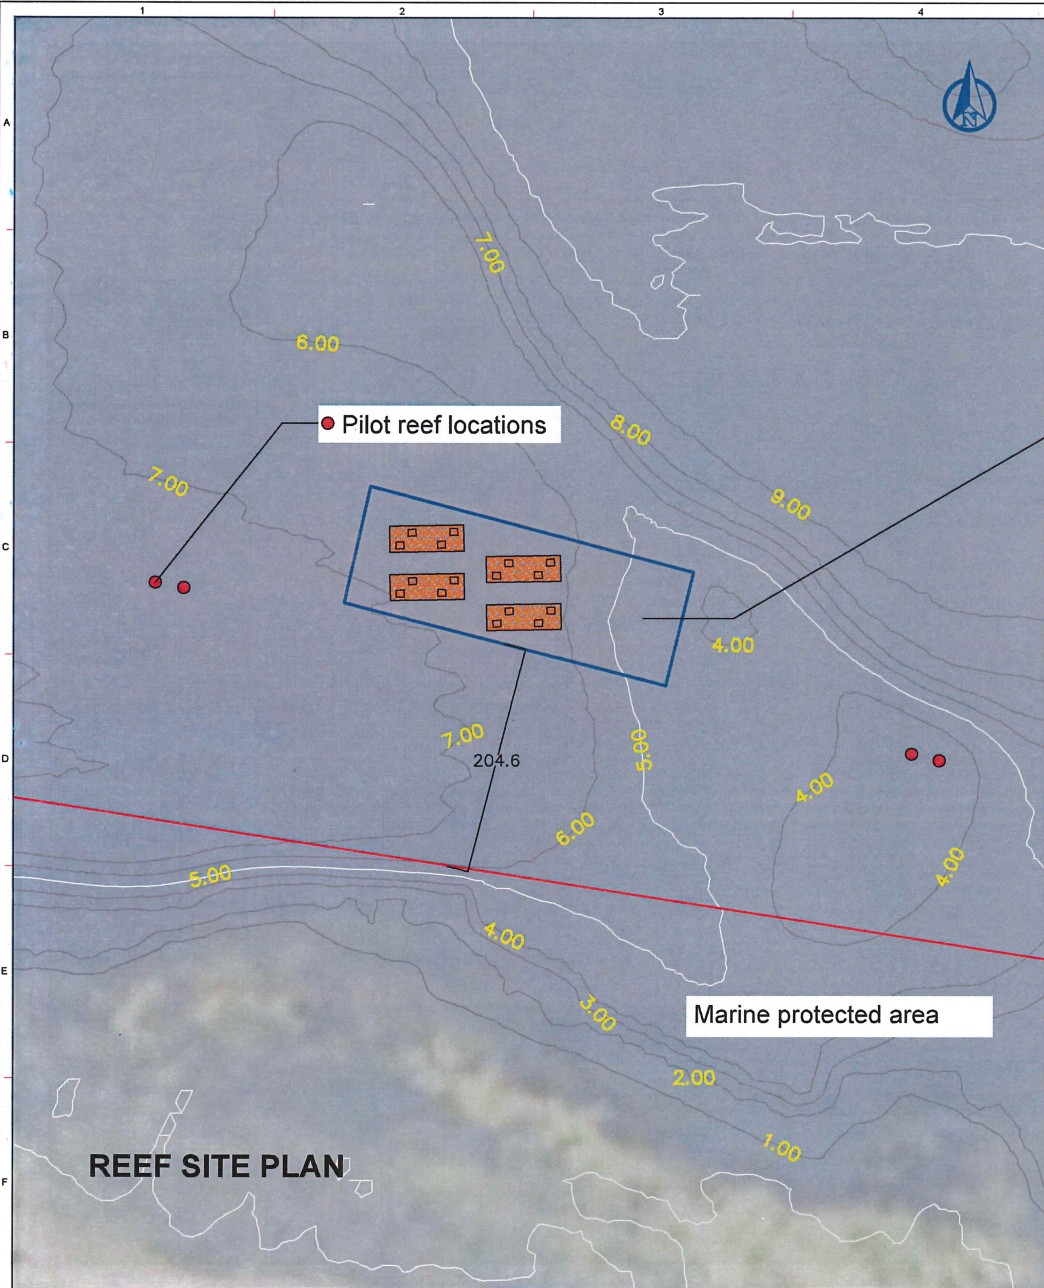 1 2 3 4
A
N
7.00
B
6.00
Pilot reef locations
8.00
7.00
9.00
C
4.00
7.00
5.00
D
204.6
4.00
6.00
5.00
4.00
4.00
E
3.00
Marine protected area
2.00
1.00
REEF SITE PLAN
F